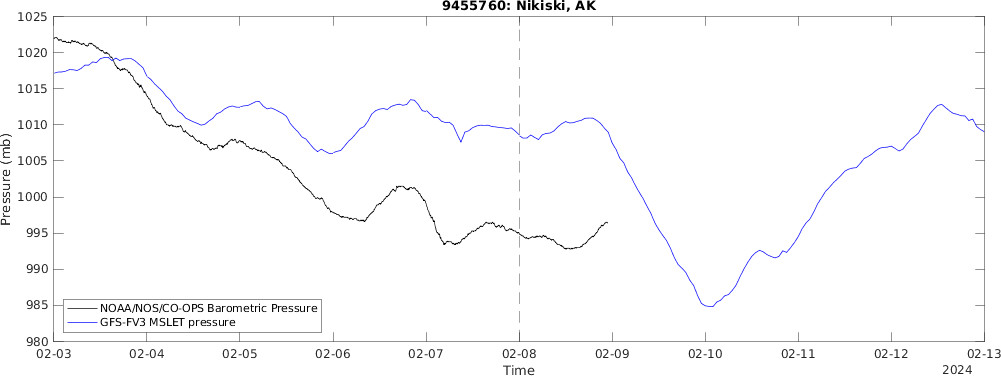 9455760: Nikiski, AK
1025
1020
1015
1010
1005
1000
995
990
985
980
Pressure (mb)
NOAA/NOS/CO-OPS Barometric Pressure
GFS-FV3 MSLET pressure
02-03 02-04 02-05 02-06 02-07 02-08 02-09 02-10 02-11 02-12 02-13
Time
2024